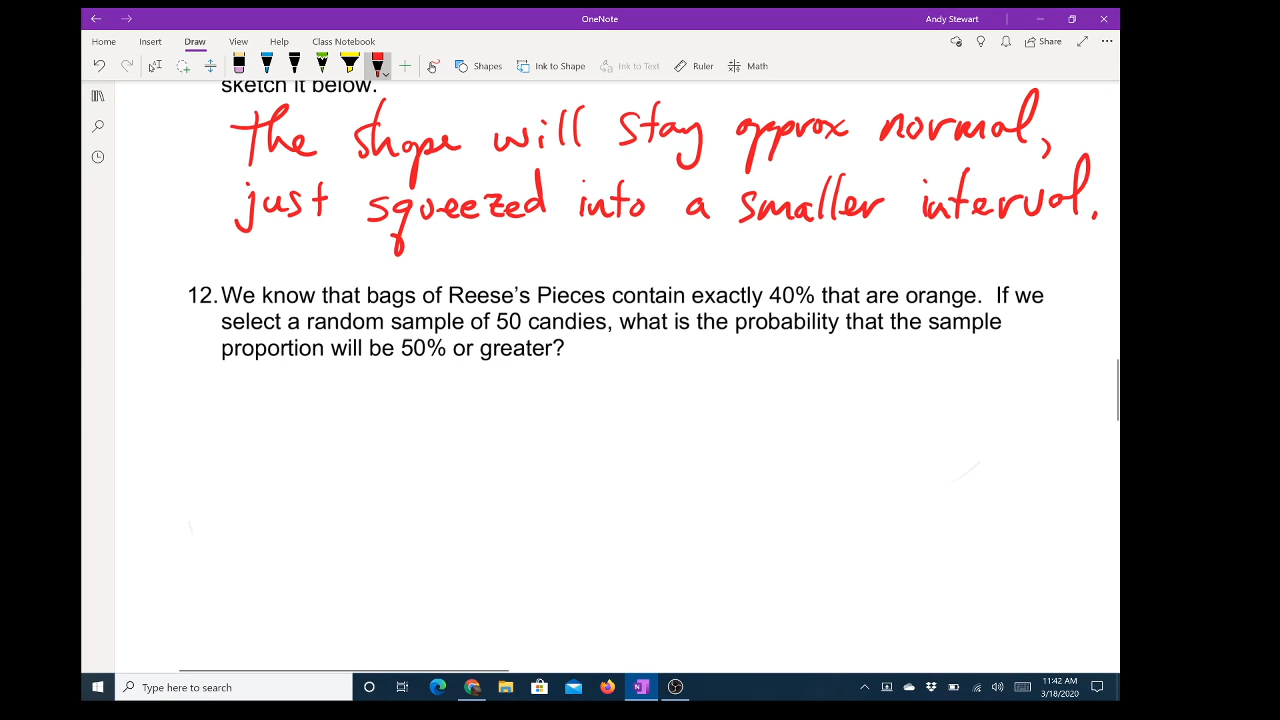 OneNote
Andy Stewart
Home Insert Draw View Help Class Notebook
Share
Shapes Ink to Shape Ink to Text Ruler Math
sketch it below.
The shape will stay approx normal,
just squeezed into a smaller interval.
12. We know that bags of Reese's Pieces contain exactly 40% that are orange. If we
select a random sample of 50 candies, what is the probability that the sample
proportion will be 50% or greater?
Type here to search
11:42 AM
3/18/2020